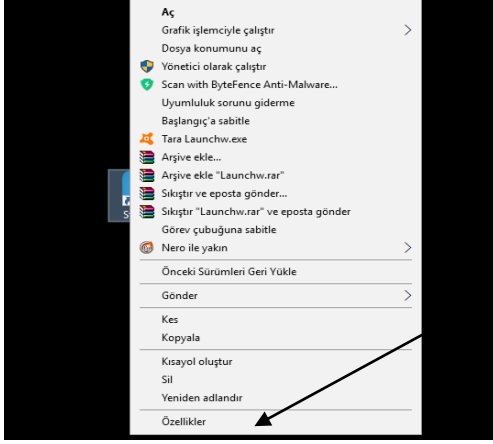 Aç
Grafik işlemciyle çalıştır
Dosya konumunu aç
Yönetici olarak çalıştır
Scan with ByteFence Anti-Malware...
Uyumluluk sorunu giderme
Başlangıç'a sabitle
Tara Launchw.exe
Arşive ekle...
Arşive ekle "Launchw.rar"
Sıkıştır ve eposta gönder...
Sıkıştır "Launchw.rar" ve eposta gönder
Görev çubuğuna sabitle
Nero ile yakın
Önceki Sürümleri Geri Yükle
Gönder
Kes
Kopyala
Kısayol oluştur
Sil
Yeniden adlandır
Özellikler